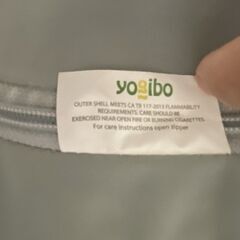 yogibo
OUTER SHELL MEETS CA TB 117-2013 FLAMMABILITY
REQUIREMENTS: CARE SHOULD BE
EXERCISED NEAR OPEN FIRE OR BURNING CIGARETTES.
For care instructions open zipper